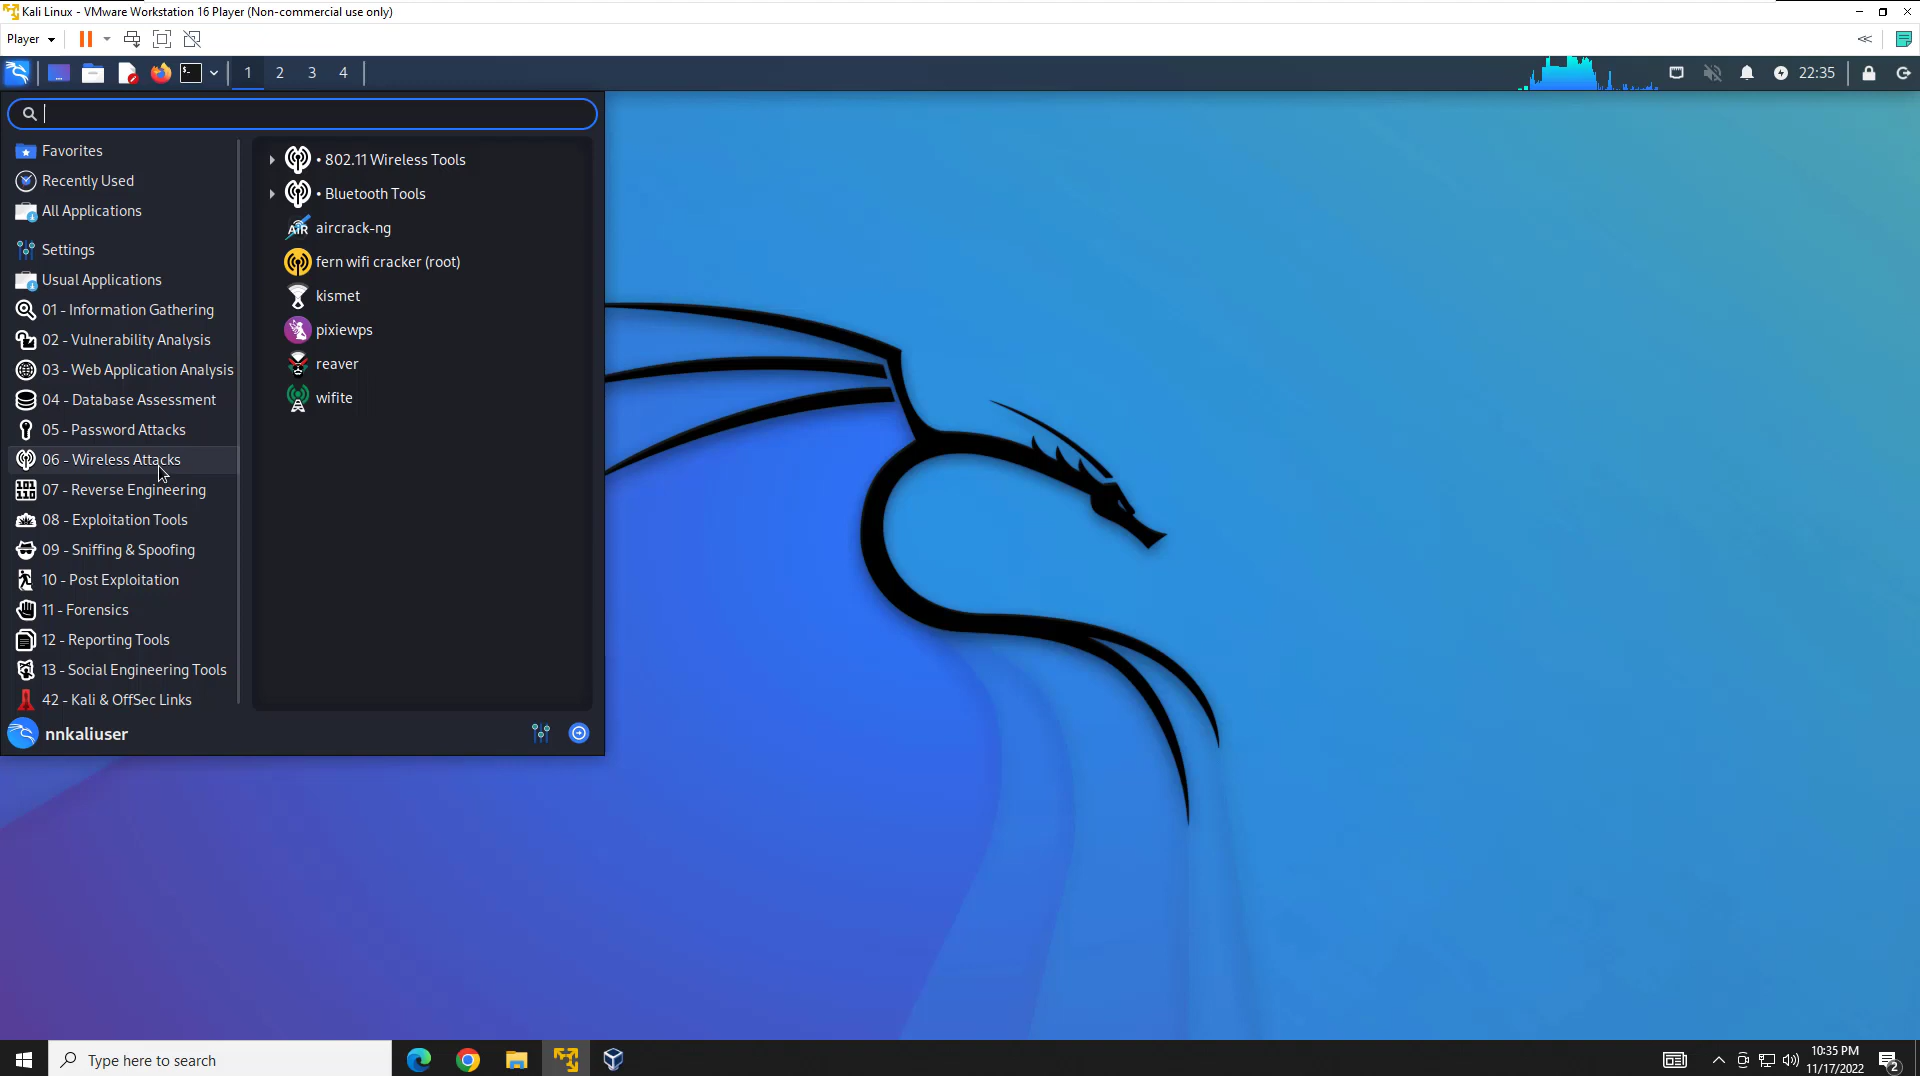 Kali Linux - VMware Workstation 16 Player (Non-commercial use only)
Player
1 2 3 4
22:35
Favorites
Recently Used
All Applications
Settings
Usual Applications
01 - Information Gathering
02 - Vulnerability Analysis
03 - Web Application Analysis
04 - Database Assessment
05 - Password Attacks
06 - Wireless Attacks
07 - Reverse Engineering
08 - Exploitation Tools
09 - Sniffing & Spoofing
10 - Post Exploitation
11 - Forensics
12 - Reporting Tools
13 - Social Engineering Tools
42 - Kali & OffSec Links
• 802.11 Wireless Tools
• Bluetooth Tools
AIR aircrack-ng
fern wifi cracker (root)
kismet
pixiewps
reaver
wifite
nnkaliuser
Type here to search
10:35 PM
11/17/2022
2